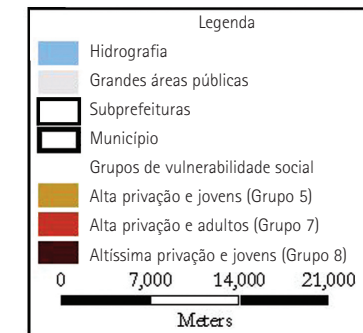 Legenda
Hidrografia
Grandes áreas públicas
Subprefeituras
Município
Grupos de vulnerabilidade social
Alta privação e jovens (Grupo 5)
Alta privação e adultos (Grupo 7)
Altíssima privação e jovens (Grupo 8)
0 7,000 14,000 21,000
Meters